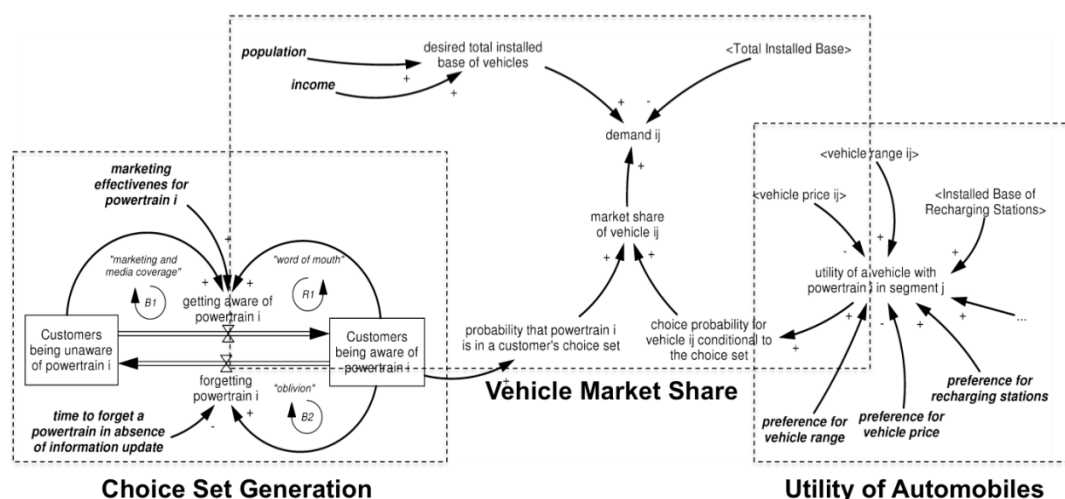 population
income
desired total installed
base of vehicles
<Total Installed Base>
+
+
+
-
demand ij
+
market share
of vehicle ij
+
+
probability that powertrain i
is in a customer's choice set
+
choice probability for
vehicle ij conditional to
the choice set
+
Vehicle Market Share
marketing
effectivenes for
powertrain i
+
"marketing and
media coverage"
B1
+
+
"word of mouth"
R1
getting aware of
powertrain i
Customers
being unaware
of powertrain i
Customers
being aware of
powertrain i
forgetting
powertrain i
"oblivion"
B2
-
+
time to forget a
powertrain in absence
of information update
Choice Set Generation
<vehicle range ij>
<vehicle price ij>
<Installed Base of
Recharging Stations>
-
+
+
utility of a vehicle with
powertrain i in segment j
+
-
+
+
...
preference for
vehicle range
preference for
vehicle price
preference for
recharging stations
Utility of Automobiles